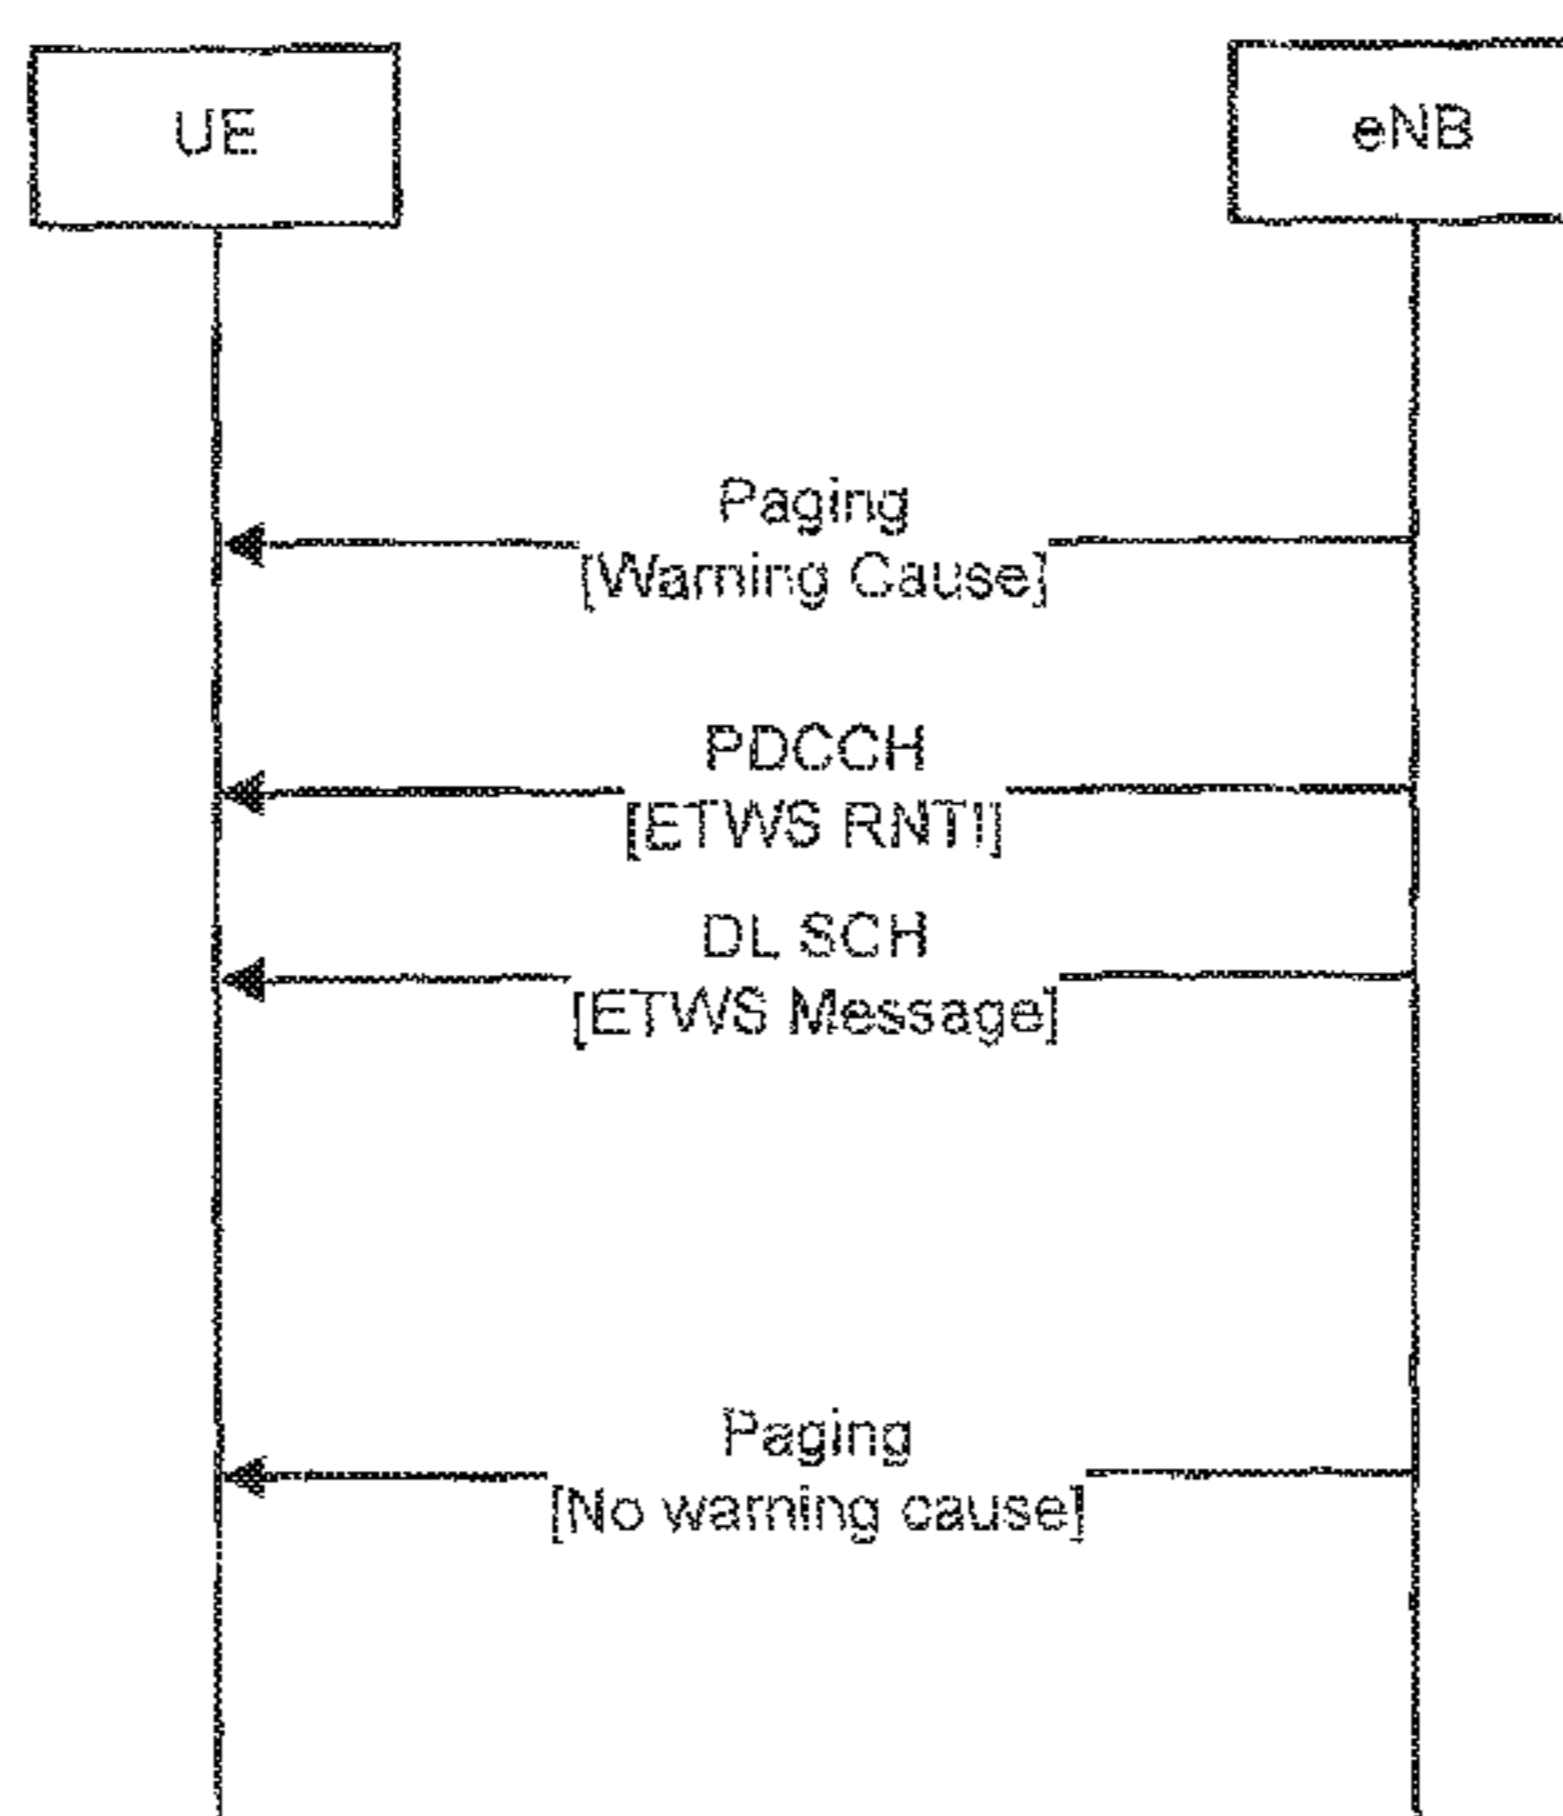 UE
eNB
Paging
[Warning Cause]
PDCCH
[ETWS RNTI]
DL SCH
[ETWS Message]
Paging
[No warning cause]